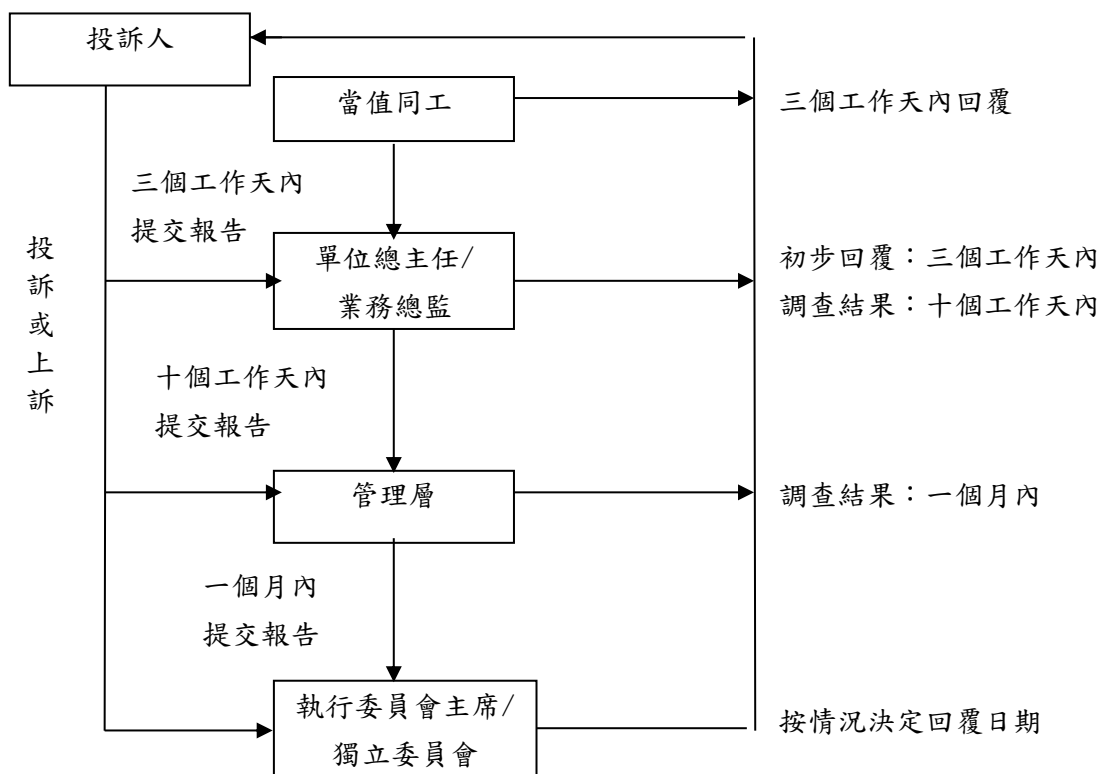 投訴人
當值同工
三個工作天內回覆
三個工作天內
提交報告
投訴或上訴
單位總主任/
業務總監
初步回覆：三個工作天內
調查結果：十個工作天內
十個工作天內
提交報告
管理層
調查結果：一個月內
一個月內
提交報告
執行委員會主席/
獨立委員會
按情況決定回覆日期